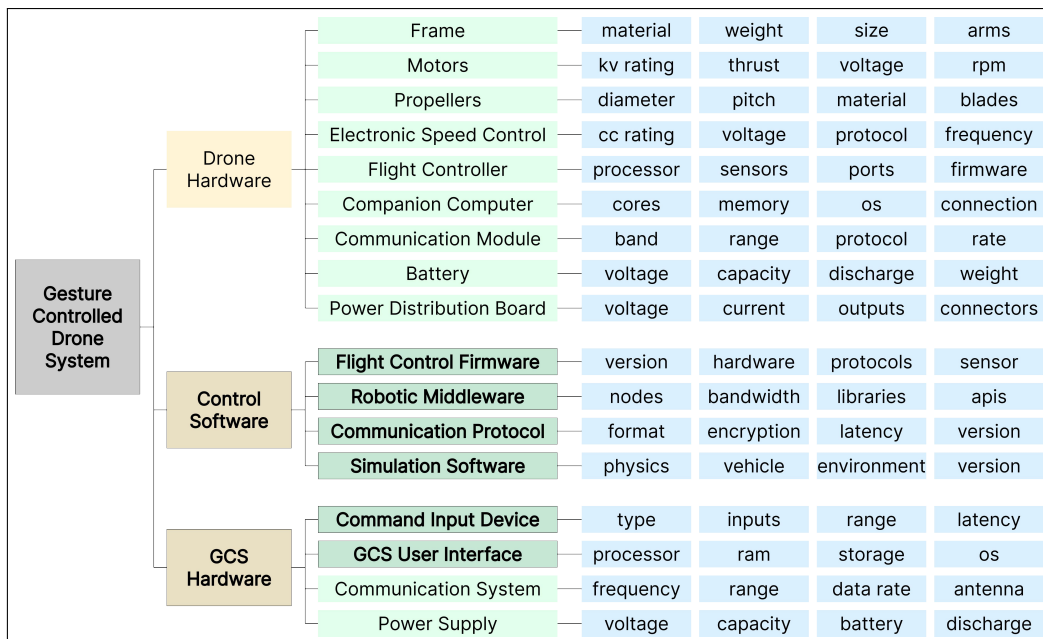 Gesture
Controlled
Drone
System
Drone
Hardware
Frame material weight size arms
Motors kv rating thrust voltage rpm
Propellers diameter pitch material blades
Electronic Speed Control cc rating voltage protocol frequency
Flight Controller processor sensors ports firmware
Companion Computer cores memory os connection
Communication Module band range protocol rate
Battery voltage capacity discharge weight
Power Distribution Board voltage current outputs connectors
Control
Software
Flight Control Firmware version hardware protocols sensor
Robotic Middleware nodes bandwidth libraries apis
Communication Protocol format encryption latency version
Simulation Software physics vehicle environment version
GCS
Hardware
Command Input Device type inputs range latency
GCS User Interface processor ram storage os
Communication System frequency range data rate antenna
Power Supply voltage capacity battery discharge